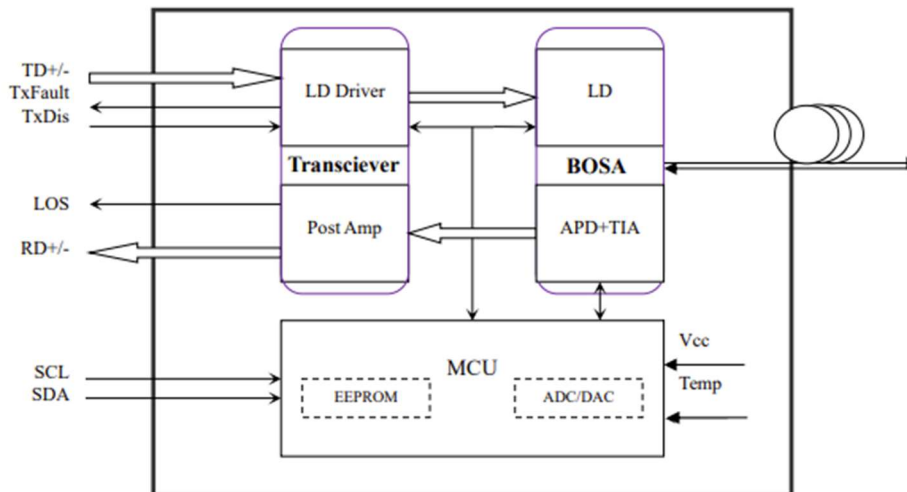 TD+/-
TxFault
TxDis
LOS
RD+/-
SCL
SDA
LD Driver
Transciever
Post Amp
LD
BOSA
APD+TIA
MCU
EEPROM
ADC/DAC
Vcc
Temp